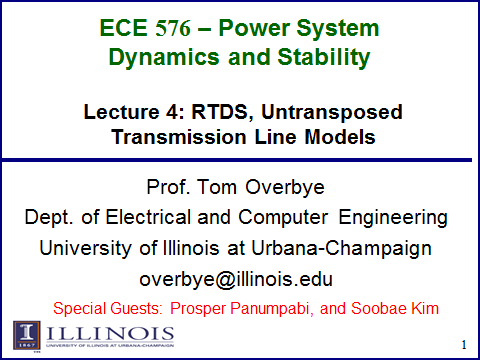 ECE 576 – Power System
Dynamics and Stability
Lecture 4: RTDS, Untransposed
Transmission Line Models
Prof. Tom Overbye
Dept. of Electrical and Computer Engineering
University of Illinois at Urbana-Champaign
overbye@illinois.edu
Special Guests: Prosper Panumpabi, and Soobae Kim
ILLINOIS
UNIVERSITY OF ILLINOIS AT URBANA-CHAMPAIGN
1867
1